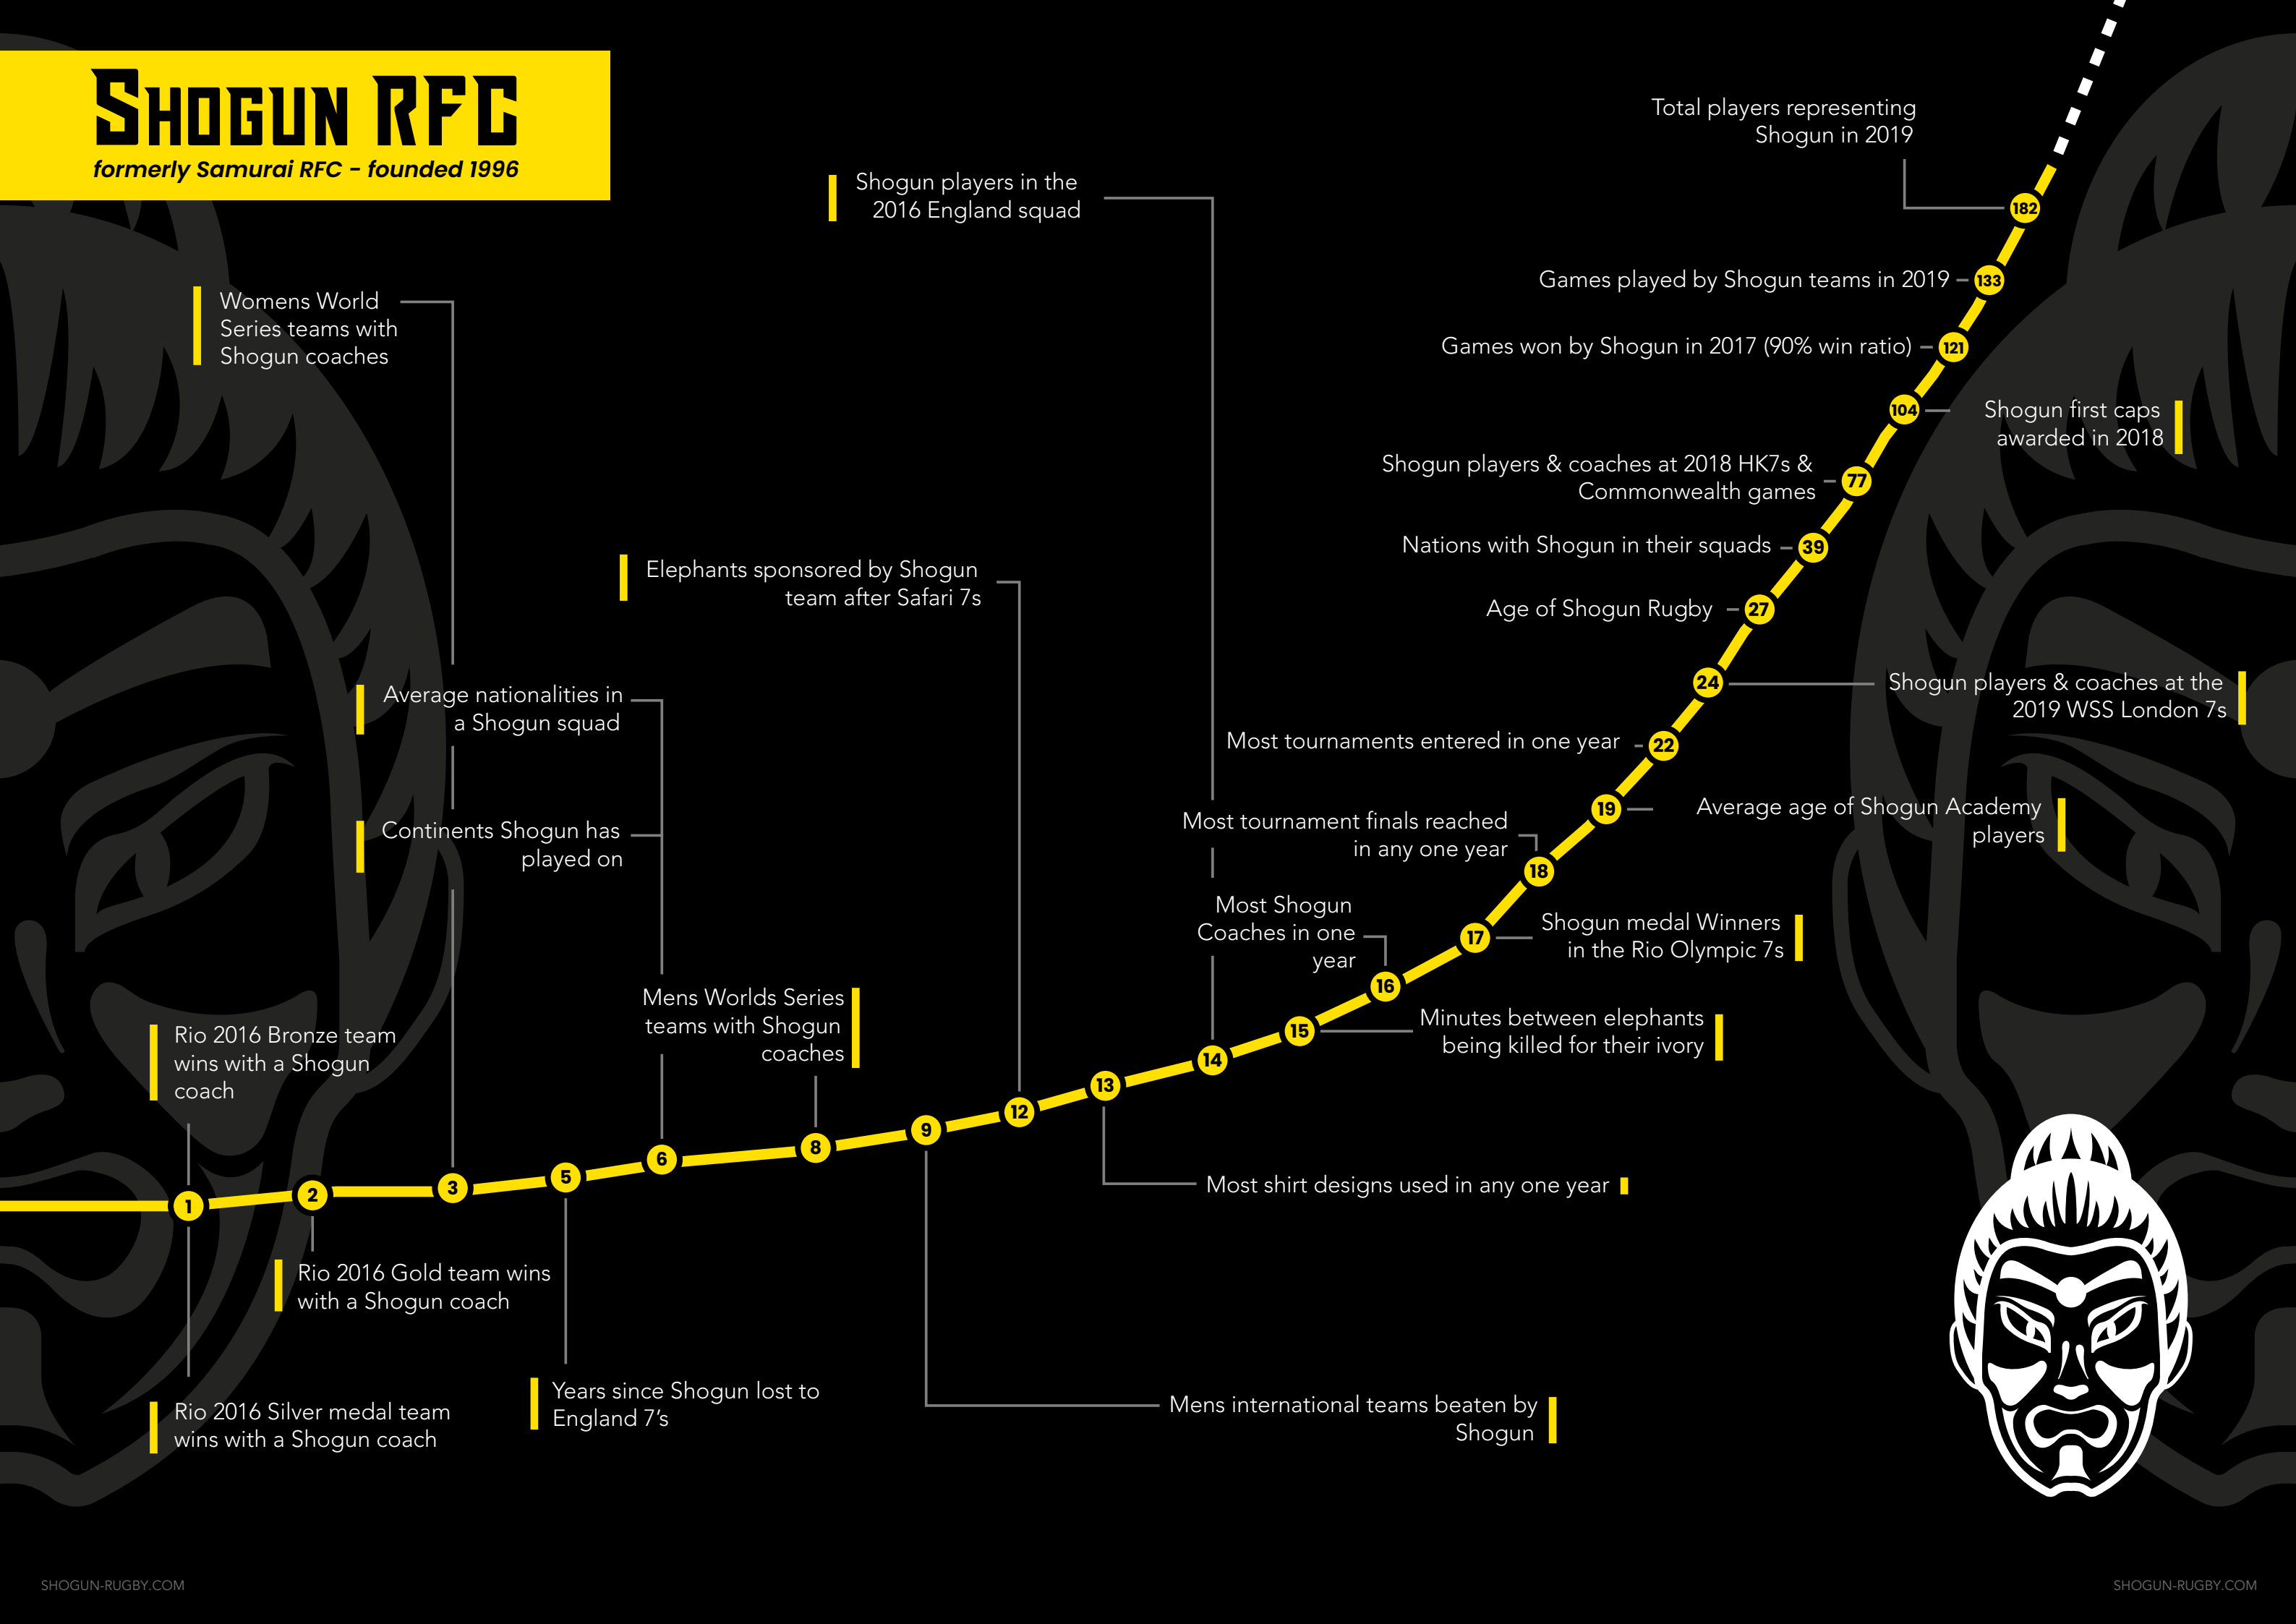 SHOGUN RFC
formerly Samurai RFC - founded 1996
Total players representing
Shogun in 2019
182
Shogun players in the
2016 England squad
Games played by Shogun teams in 2019
133
Womens World
Series teams with
Shogun coaches
Games won by Shogun in 2017 (90% win ratio)
121
104
Shogun first caps
awarded in 2018
Shogun players & coaches at 2018 HK7s &
Commonwealth games
77
Nations with Shogun in their squads
39
Elephants sponsored by Shogun
team after Safari 7s
Age of Shogun Rugby
27
24
Shogun players & coaches at the
2019 WSS London 7s
Average nationalities in
a Shogun squad
Most tournaments entered in one year
22
19
Average age of Shogun Academy
players
Continents Shogun has
played on
Most tournament finals reached
in any one year
18
Most Shogun
Coaches in one
year
16
17
Shogun medal Winners
in the Rio Olympic 7s
Mens Worlds Series
teams with Shogun
coaches
15
Minutes between elephants
being killed for their ivory
Rio 2016 Bronze team
wins with a Shogun
coach
14
13
12
9
8
6
5
3
2
1
Most shirt designs used in any one year
Rio 2016 Gold team wins
with a Shogun coach
Years since Shogun lost to
England 7's
Mens international teams beaten by
Shogun
Rio 2016 Silver medal team
wins with a Shogun coach
SHOGUN-RUGBY.COM
SHOGUN-RUGBY.COM